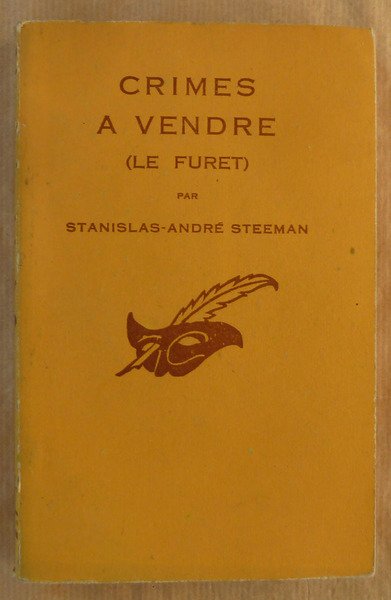 CRIMES
A VENDRE
(LE FURET)
PAR
STANISLAS-ANDRÉ STEEMAN